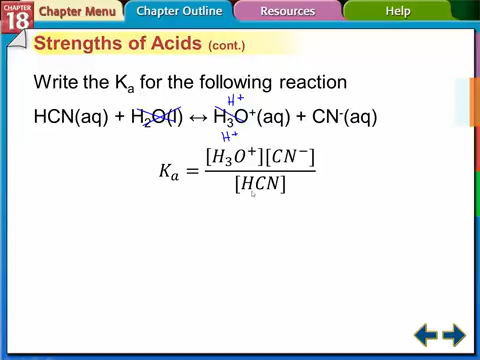 CHAPTER 18 Chapter Menu Chapter Outline Resources Help
Strengths of Acids (cont.)
Write the Kₐ for the following reaction
H⁺
HCN(aq) + H₂O(l) ↔ H₃O⁺(aq) + CN⁻(aq)
H⁺
Kₐ = [H₃O⁺][CN⁻]
[HCN]